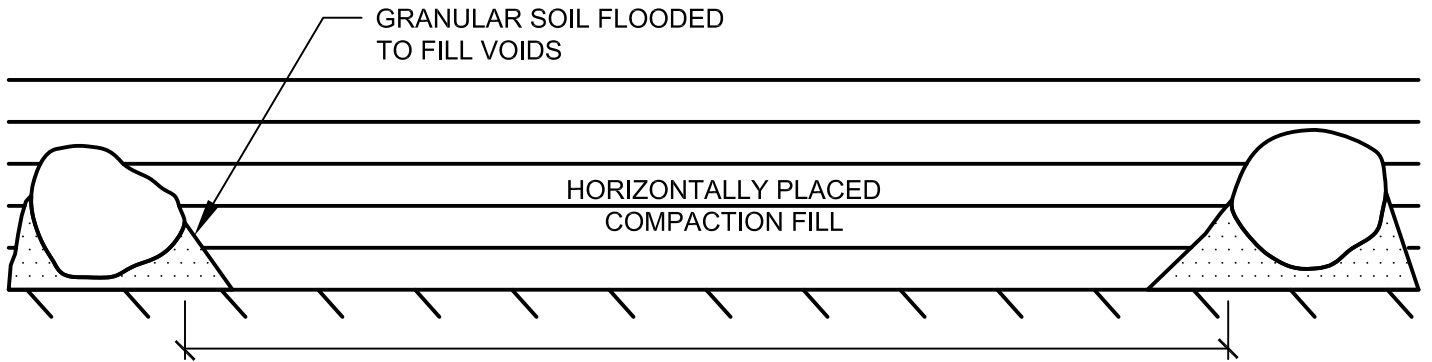 GRANULAR SOIL FLOODED
TO FILL VOIDS
HORIZONTALLY PLACED
COMPACTION FILL